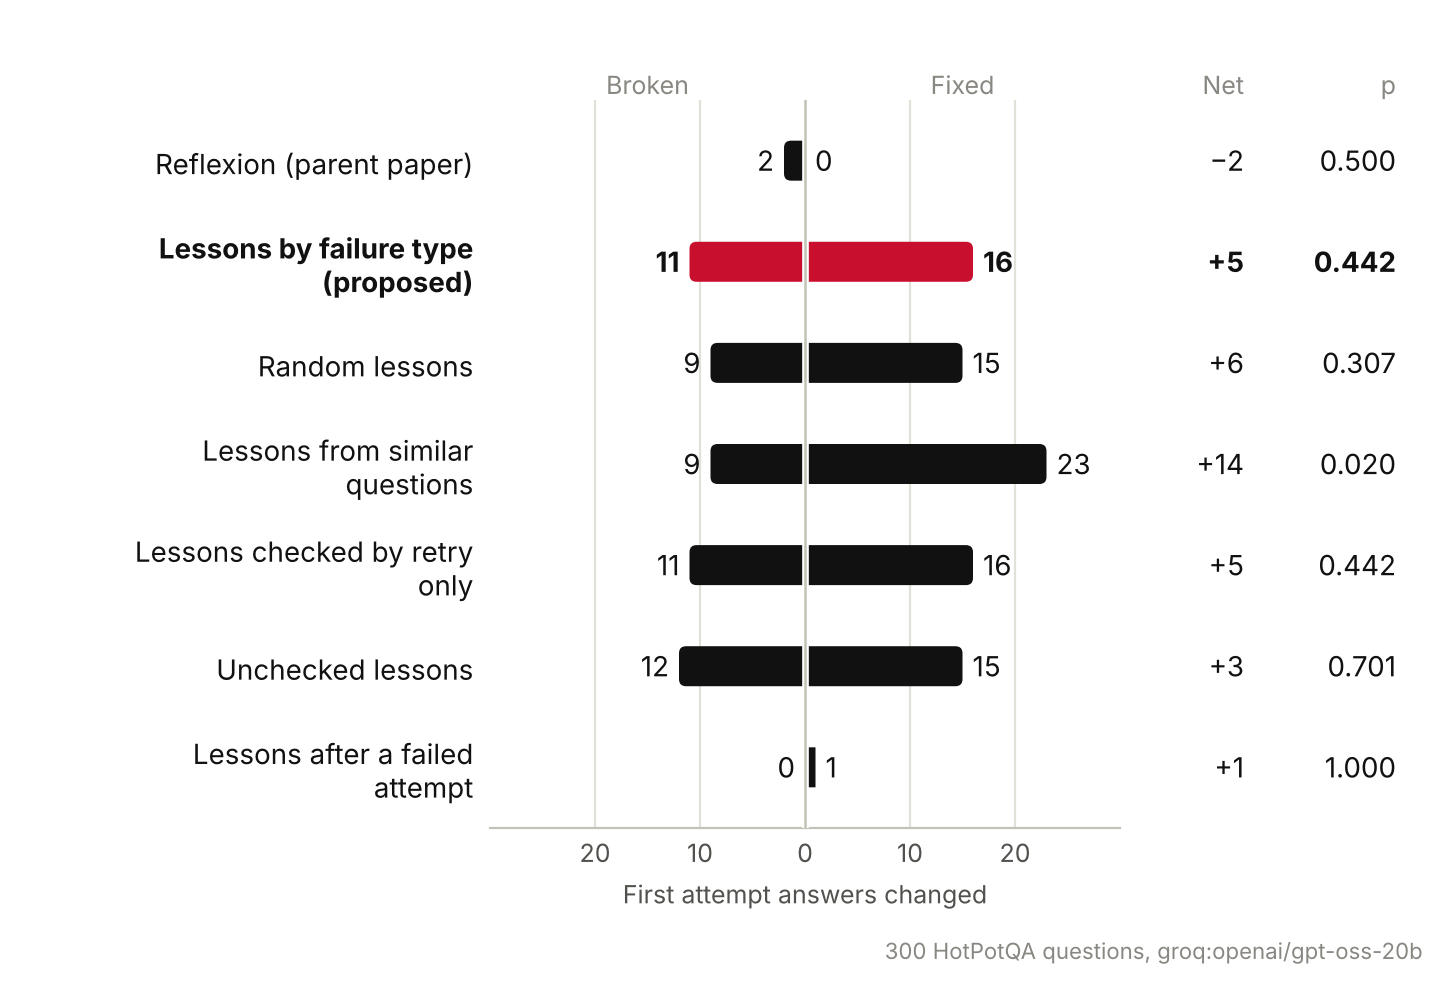 Broken Fixed Net p
Reflexion (parent paper) 2 0 −2 0.500
Lessons by failure type
(proposed) 11 16 +5 0.442
Random lessons 9 15 +6 0.307
Lessons from similar
questions 9 23 +14 0.020
Lessons checked by retry
only 11 16 +5 0.442
Unchecked lessons 12 15 +3 0.701
Lessons after a failed
attempt 0 1 +1 1.000
20 10 0 10 20
First attempt answers changed
300 HotPotQA questions, groq:openai/gpt-oss-20b